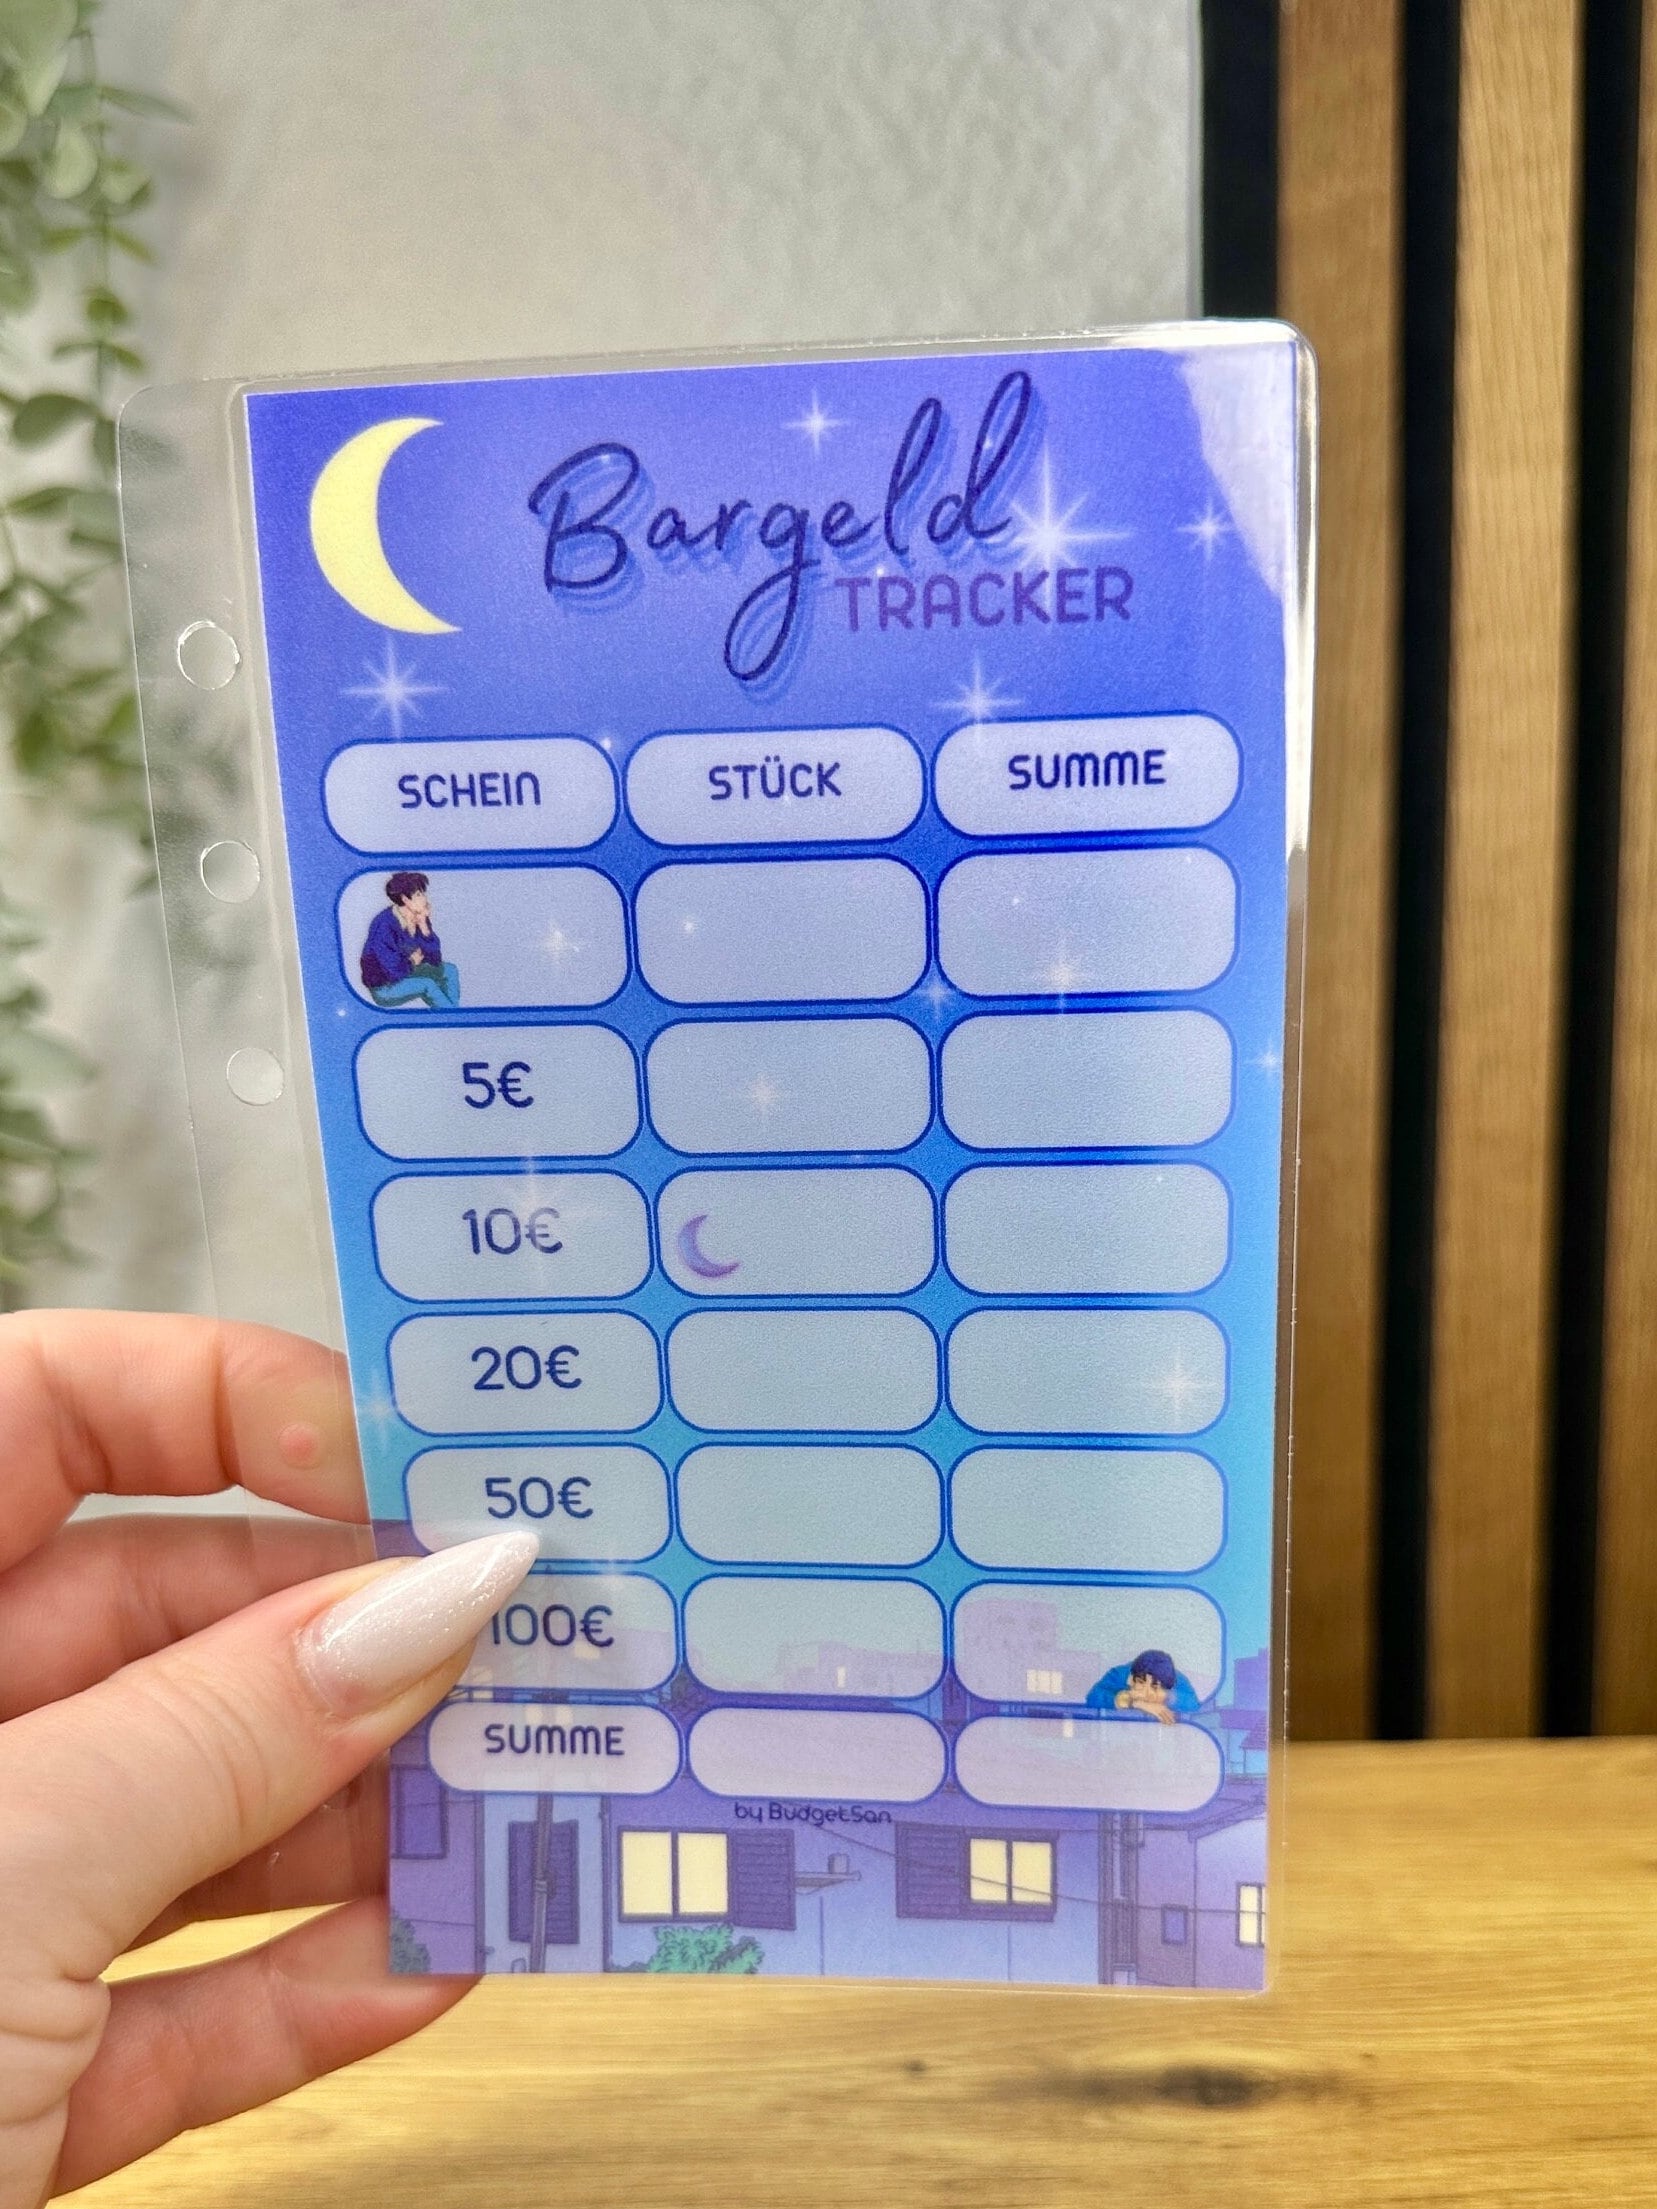 Bargeld
TRACKER
SCHEIN STÜCK SUMME
5€
10€
20€
50€
100€
SUMME
by BudgetSan